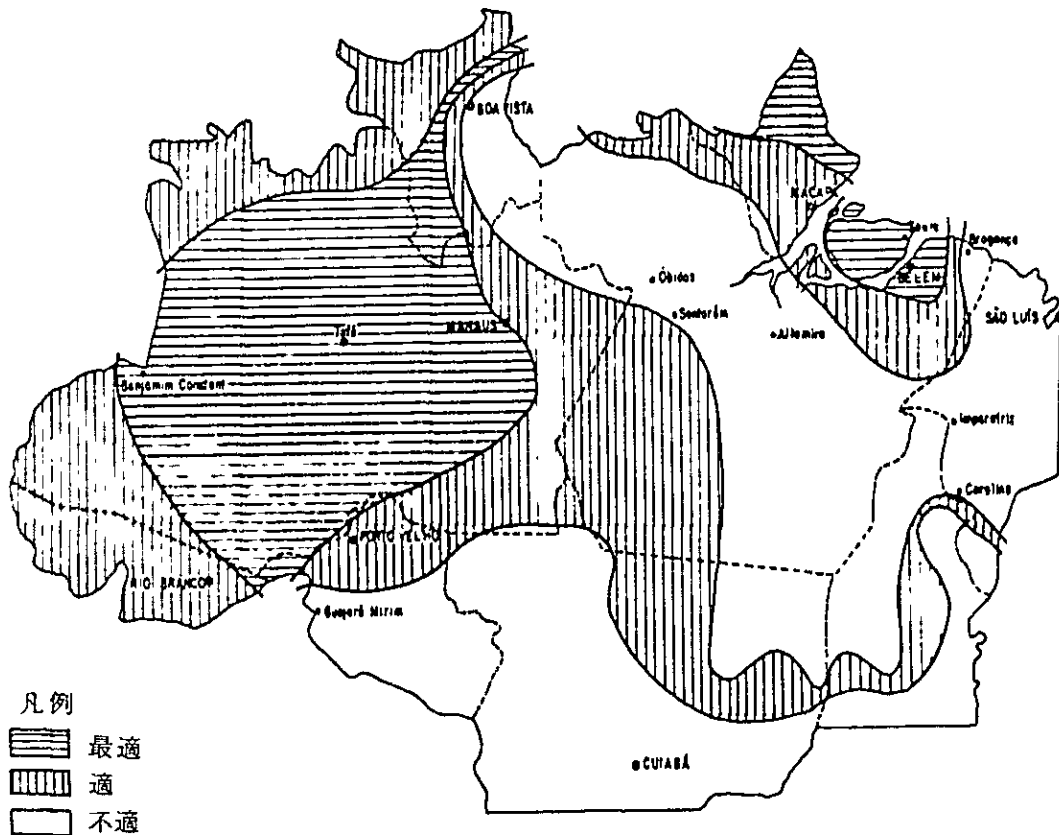 BOA VISTA
MACAPÁ
Soure
Bragança
BELÉM
Óbidos
Santarém
SÃO LUÍS
MANAUS
Tefé
Altamira
Benjamim Constant
Imperatriz
Carolina
PORTO VELHO
RIO BRANCO
Guajará Mirim
CUIABÁ
凡例
最適
適
不適